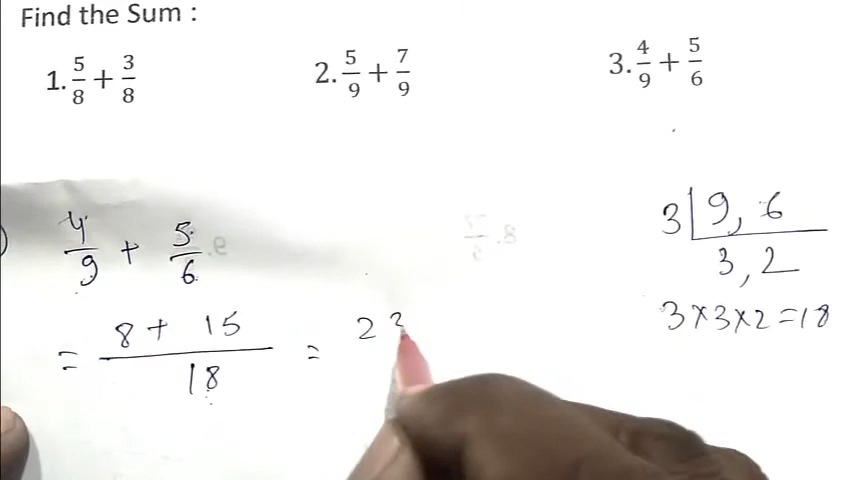 Find the Sum :
1. 5/8 + 3/8
2. 5/9 + 7/9
3. 4/9 + 5/6
4/9 + 5/6
= 8 + 15 / 18 = 2
3 | 9, 6
3, 2
3 × 3 × 2 = 18